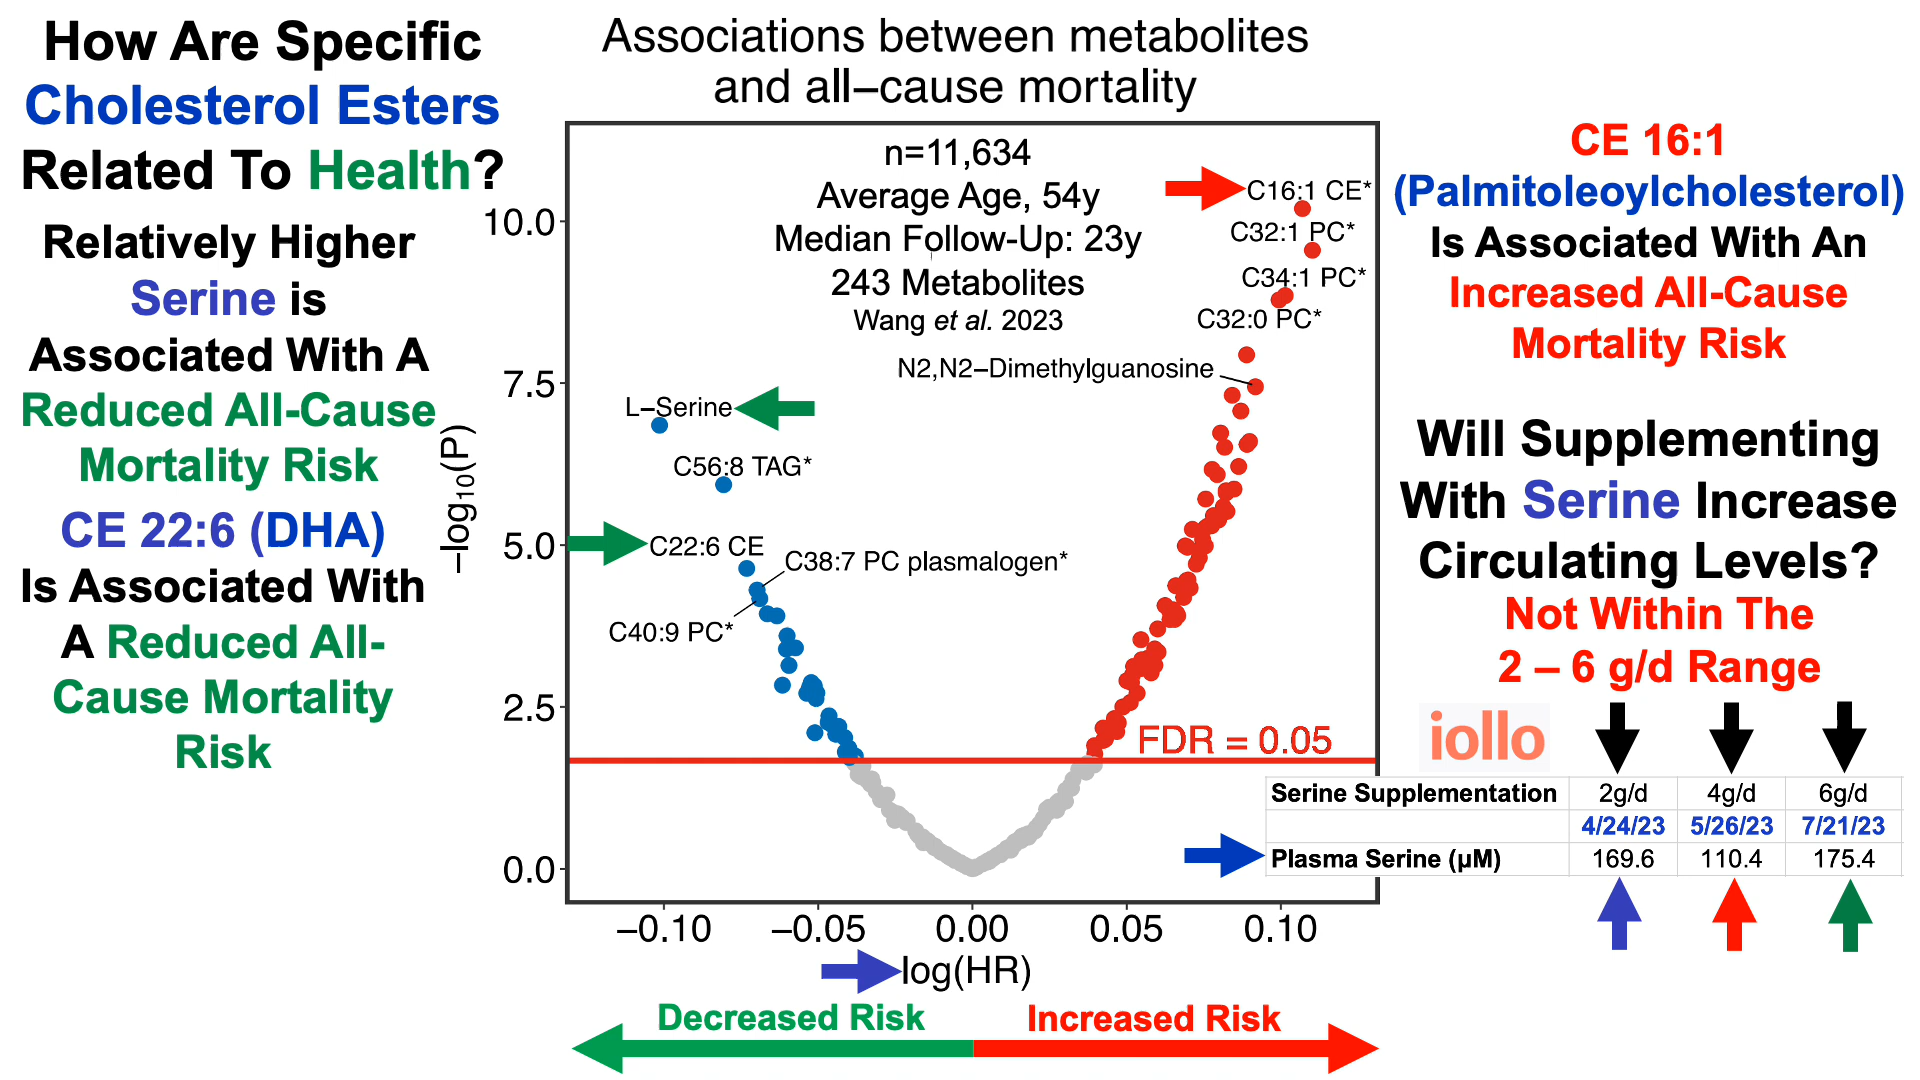 How Are Specific
Cholesterol Esters
Related To Health?
Relatively Higher
Serine is
Associated With A
Reduced All-Cause
Mortality Risk
CE 22:6 (DHA)
Is Associated With
A Reduced All-
Cause Mortality
Risk
Associations between metabolites
and all–cause mortality
n=11,634
Average Age, 54y
Median Follow-Up: 23y
243 Metabolites
Wang et al. 2023
C16:1 CE*
C32:1 PC*
C34:1 PC*
C32:0 PC*
N2,N2–Dimethylguanosine
L–Serine
C56:8 TAG*
C22:6 CE
C38:7 PC plasmalogen*
C40:9 PC*
FDR = 0.05
–log10(P)
10.0
7.5
5.0
2.5
0.0
–0.10 –0.05 0.00 0.05 0.10
log(HR)
Decreased Risk Increased Risk
CE 16:1
(Palmitoleoylcholesterol)
Is Associated With An
Increased All-Cause
Mortality Risk
Will Supplementing
With Serine Increase
Circulating Levels?
Not Within The
2 – 6 g/d Range
iollo
Serine Supplementation 2g/d 4g/d 6g/d
4/24/23 5/26/23 7/21/23
Plasma Serine (µM) 169.6 110.4 175.4